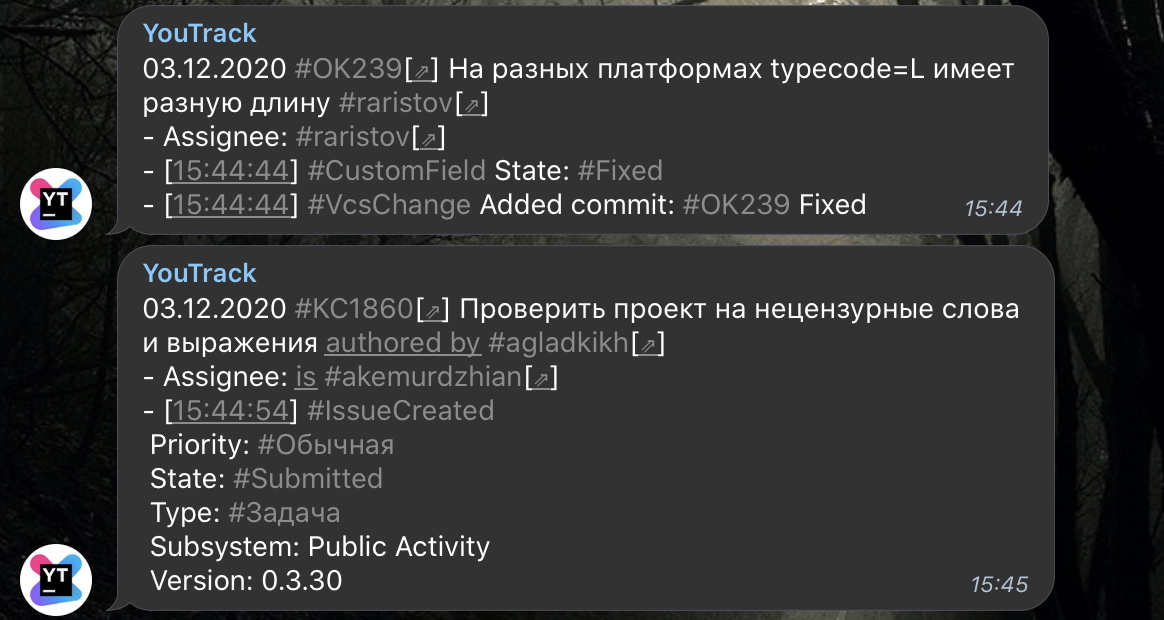 YouTrack
03.12.2020 #OK239[⇗] На разных платформах typecode=L имеет
разную длину #raristov[⇗]
- Assignee: #raristov[⇗]
- [15:44:44] #CustomField State: #Fixed
- [15:44:44] #VcsChange Added commit: #OK239 Fixed
15:44
YT
YouTrack
03.12.2020 #KC1860[⇗] Проверить проект на нецензурные слова
и выражения authored by #agladkikh[⇗]
- Assignee: is #akemurdzhian[⇗]
- [15:44:54] #IssueCreated
Priority: #Обычная
State: #Submitted
Type: #Задача
Subsystem: Public Activity
Version: 0.3.30
15:45
YT